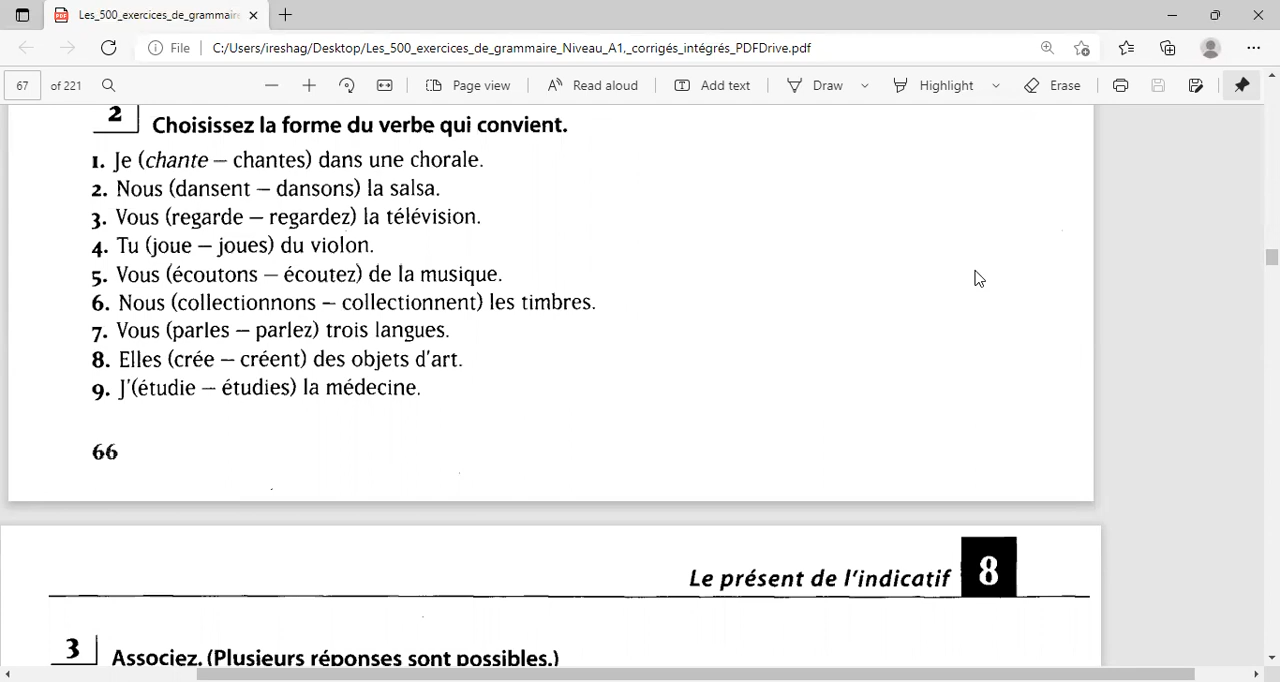 Les_500_exercices_de_grammaire
File C:/Users/ireshag/Desktop/Les_500_exercices_de_grammaire_Niveau_A1,_corrigés_intégrés_PDFDrive.pdf
67 of 221 Page view Read aloud Add text Draw Highlight Erase
2 Choisissez la forme du verbe qui convient.
1. Je (chante – chantes) dans une chorale.
2. Nous (dansent – dansons) la salsa.
3. Vous (regarde – regardez) la télévision.
4. Tu (joue – joues) du violon.
5. Vous (écoutons – écoutez) de la musique.
6. Nous (collectionnons – collectionnent) les timbres.
7. Vous (parles – parlez) trois langues.
8. Elles (crée – créent) des objets d'art.
9. J'(étudie – étudies) la médecine.
66
Le présent de l'indicatif 8
3 Associez. (Plusieurs réponses sont possibles.)